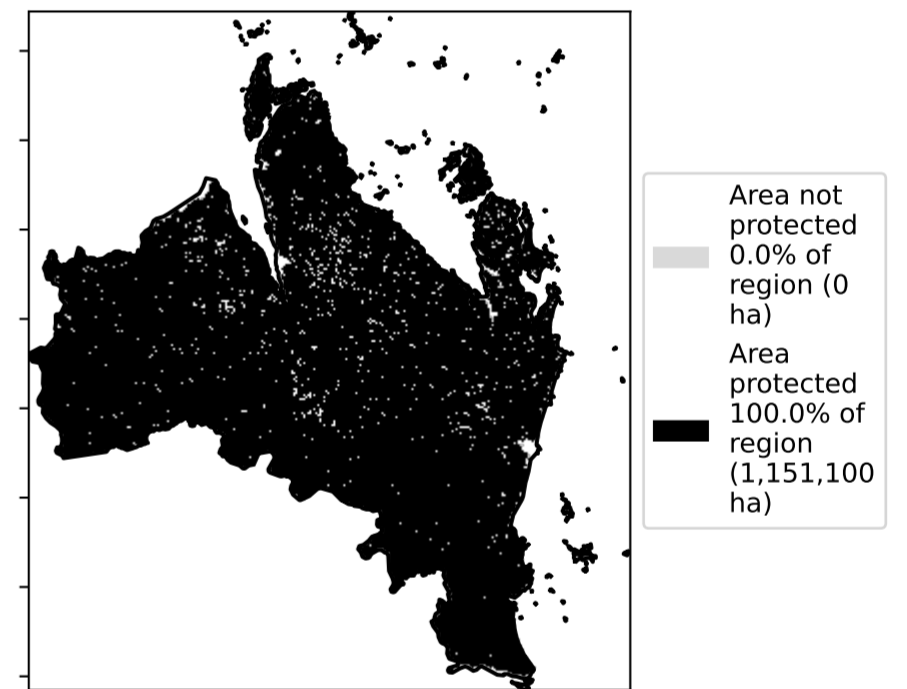 Area not
protected
0.0% of
region (0
ha)
Area
protected
100.0% of
region
(1,151,100
ha)